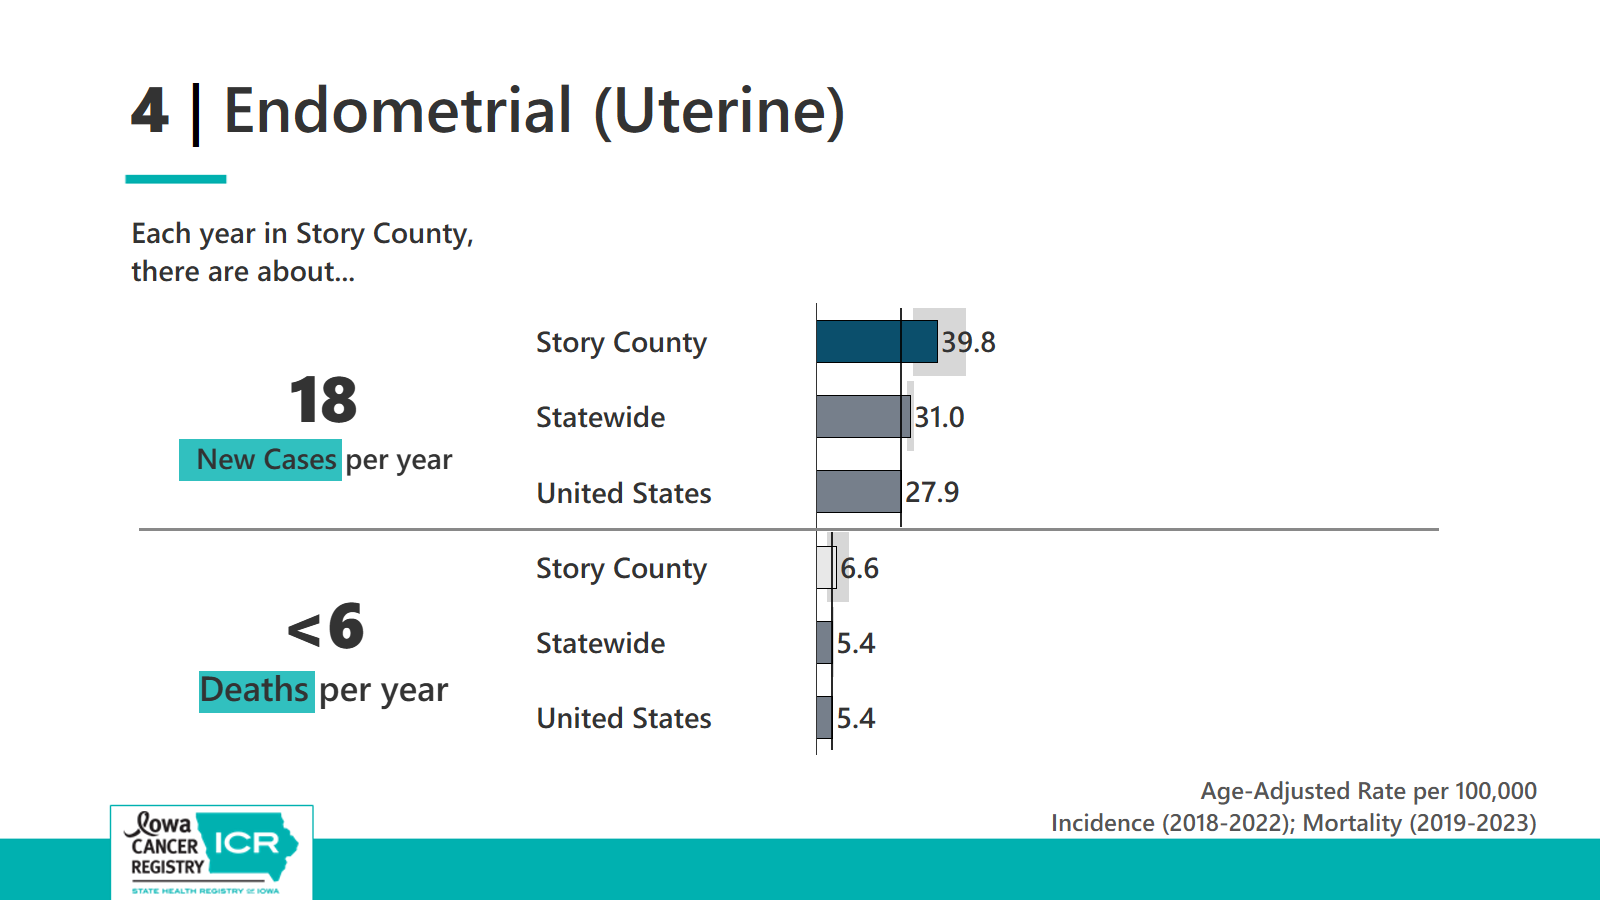 4 | Endometrial (Uterine)
Each year in Story County,
there are about...
18
New Cases per year
Story County 39.8
Statewide 31.0
United States 27.9
<6
Deaths per year
Story County 6.6
Statewide 5.4
United States 5.4
Age-Adjusted Rate per 100,000
Incidence (2018-2022); Mortality (2019-2023)
Iowa
CANCER
REGISTRY
ICR
STATE HEALTH REGISTRY OF IOWA